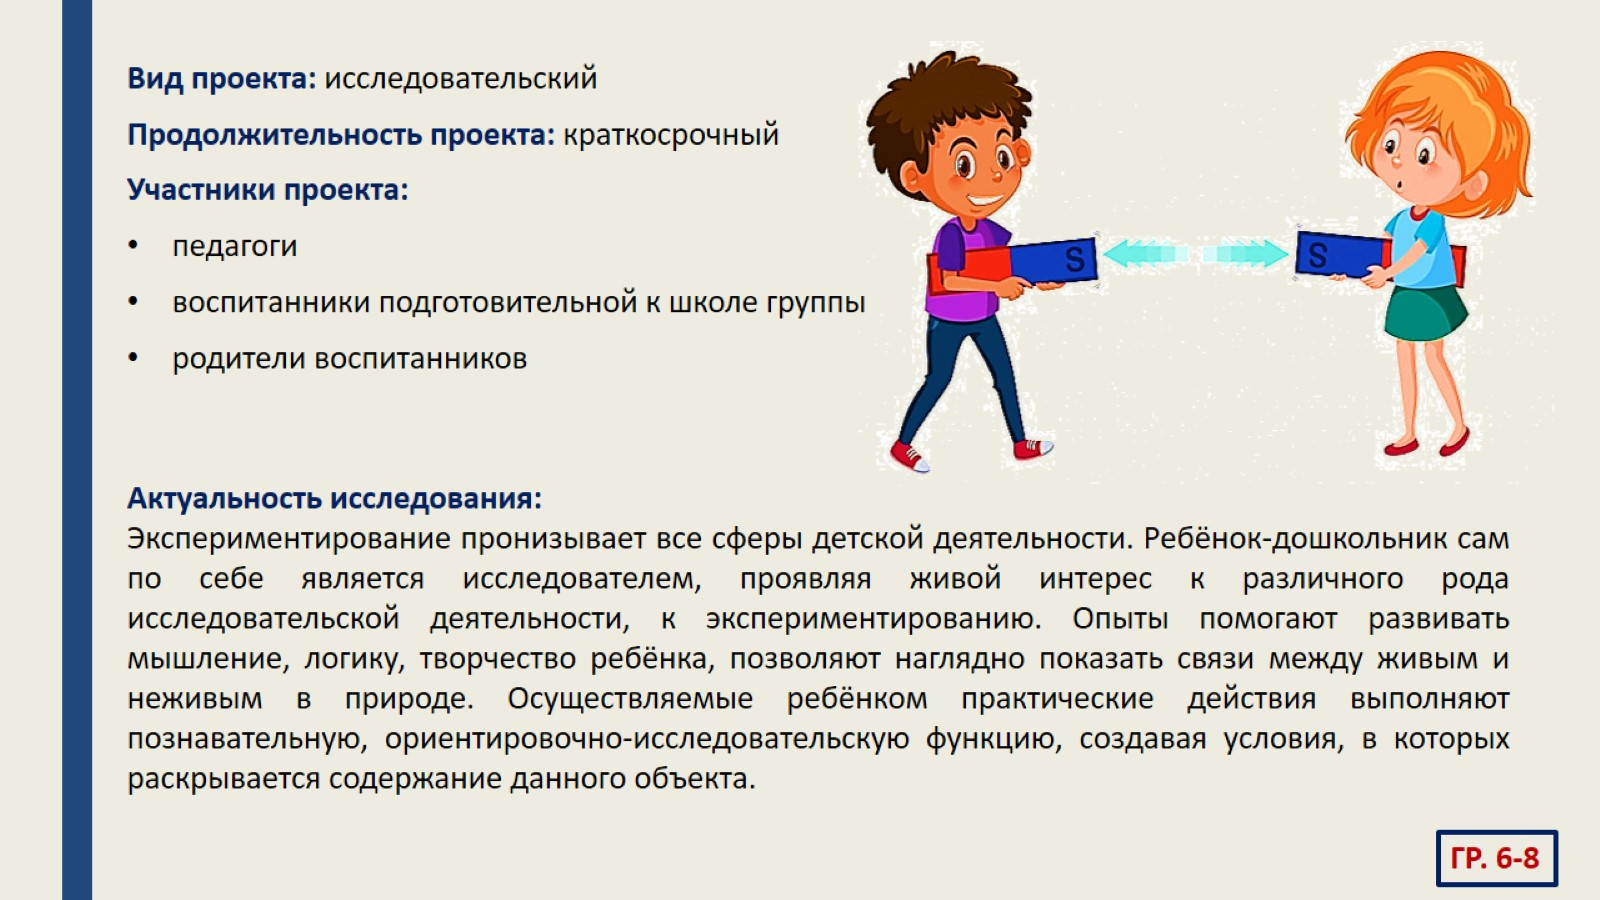 Вид проекта: исследовательский
Продолжительность проекта: краткосрочный
Участники проекта:
• педагоги
• воспитанники подготовительной к школе группы
• родители воспитанников
S
S
Актуальность исследования:
Экспериментирование пронизывает все сферы детской деятельности. Ребёнок-дошкольник сам
по себе является исследователем, проявляя живой интерес к различного рода
исследовательской деятельности, к экспериментированию. Опыты помогают развивать
мышление, логику, творчество ребёнка, позволяют наглядно показать связи между живым и
неживым в природе. Осуществляемые ребёнком практические действия выполняют
познавательную, ориентировочно-исследовательскую функцию, создавая условия, в которых
раскрывается содержание данного объекта.
ГР. 6-8